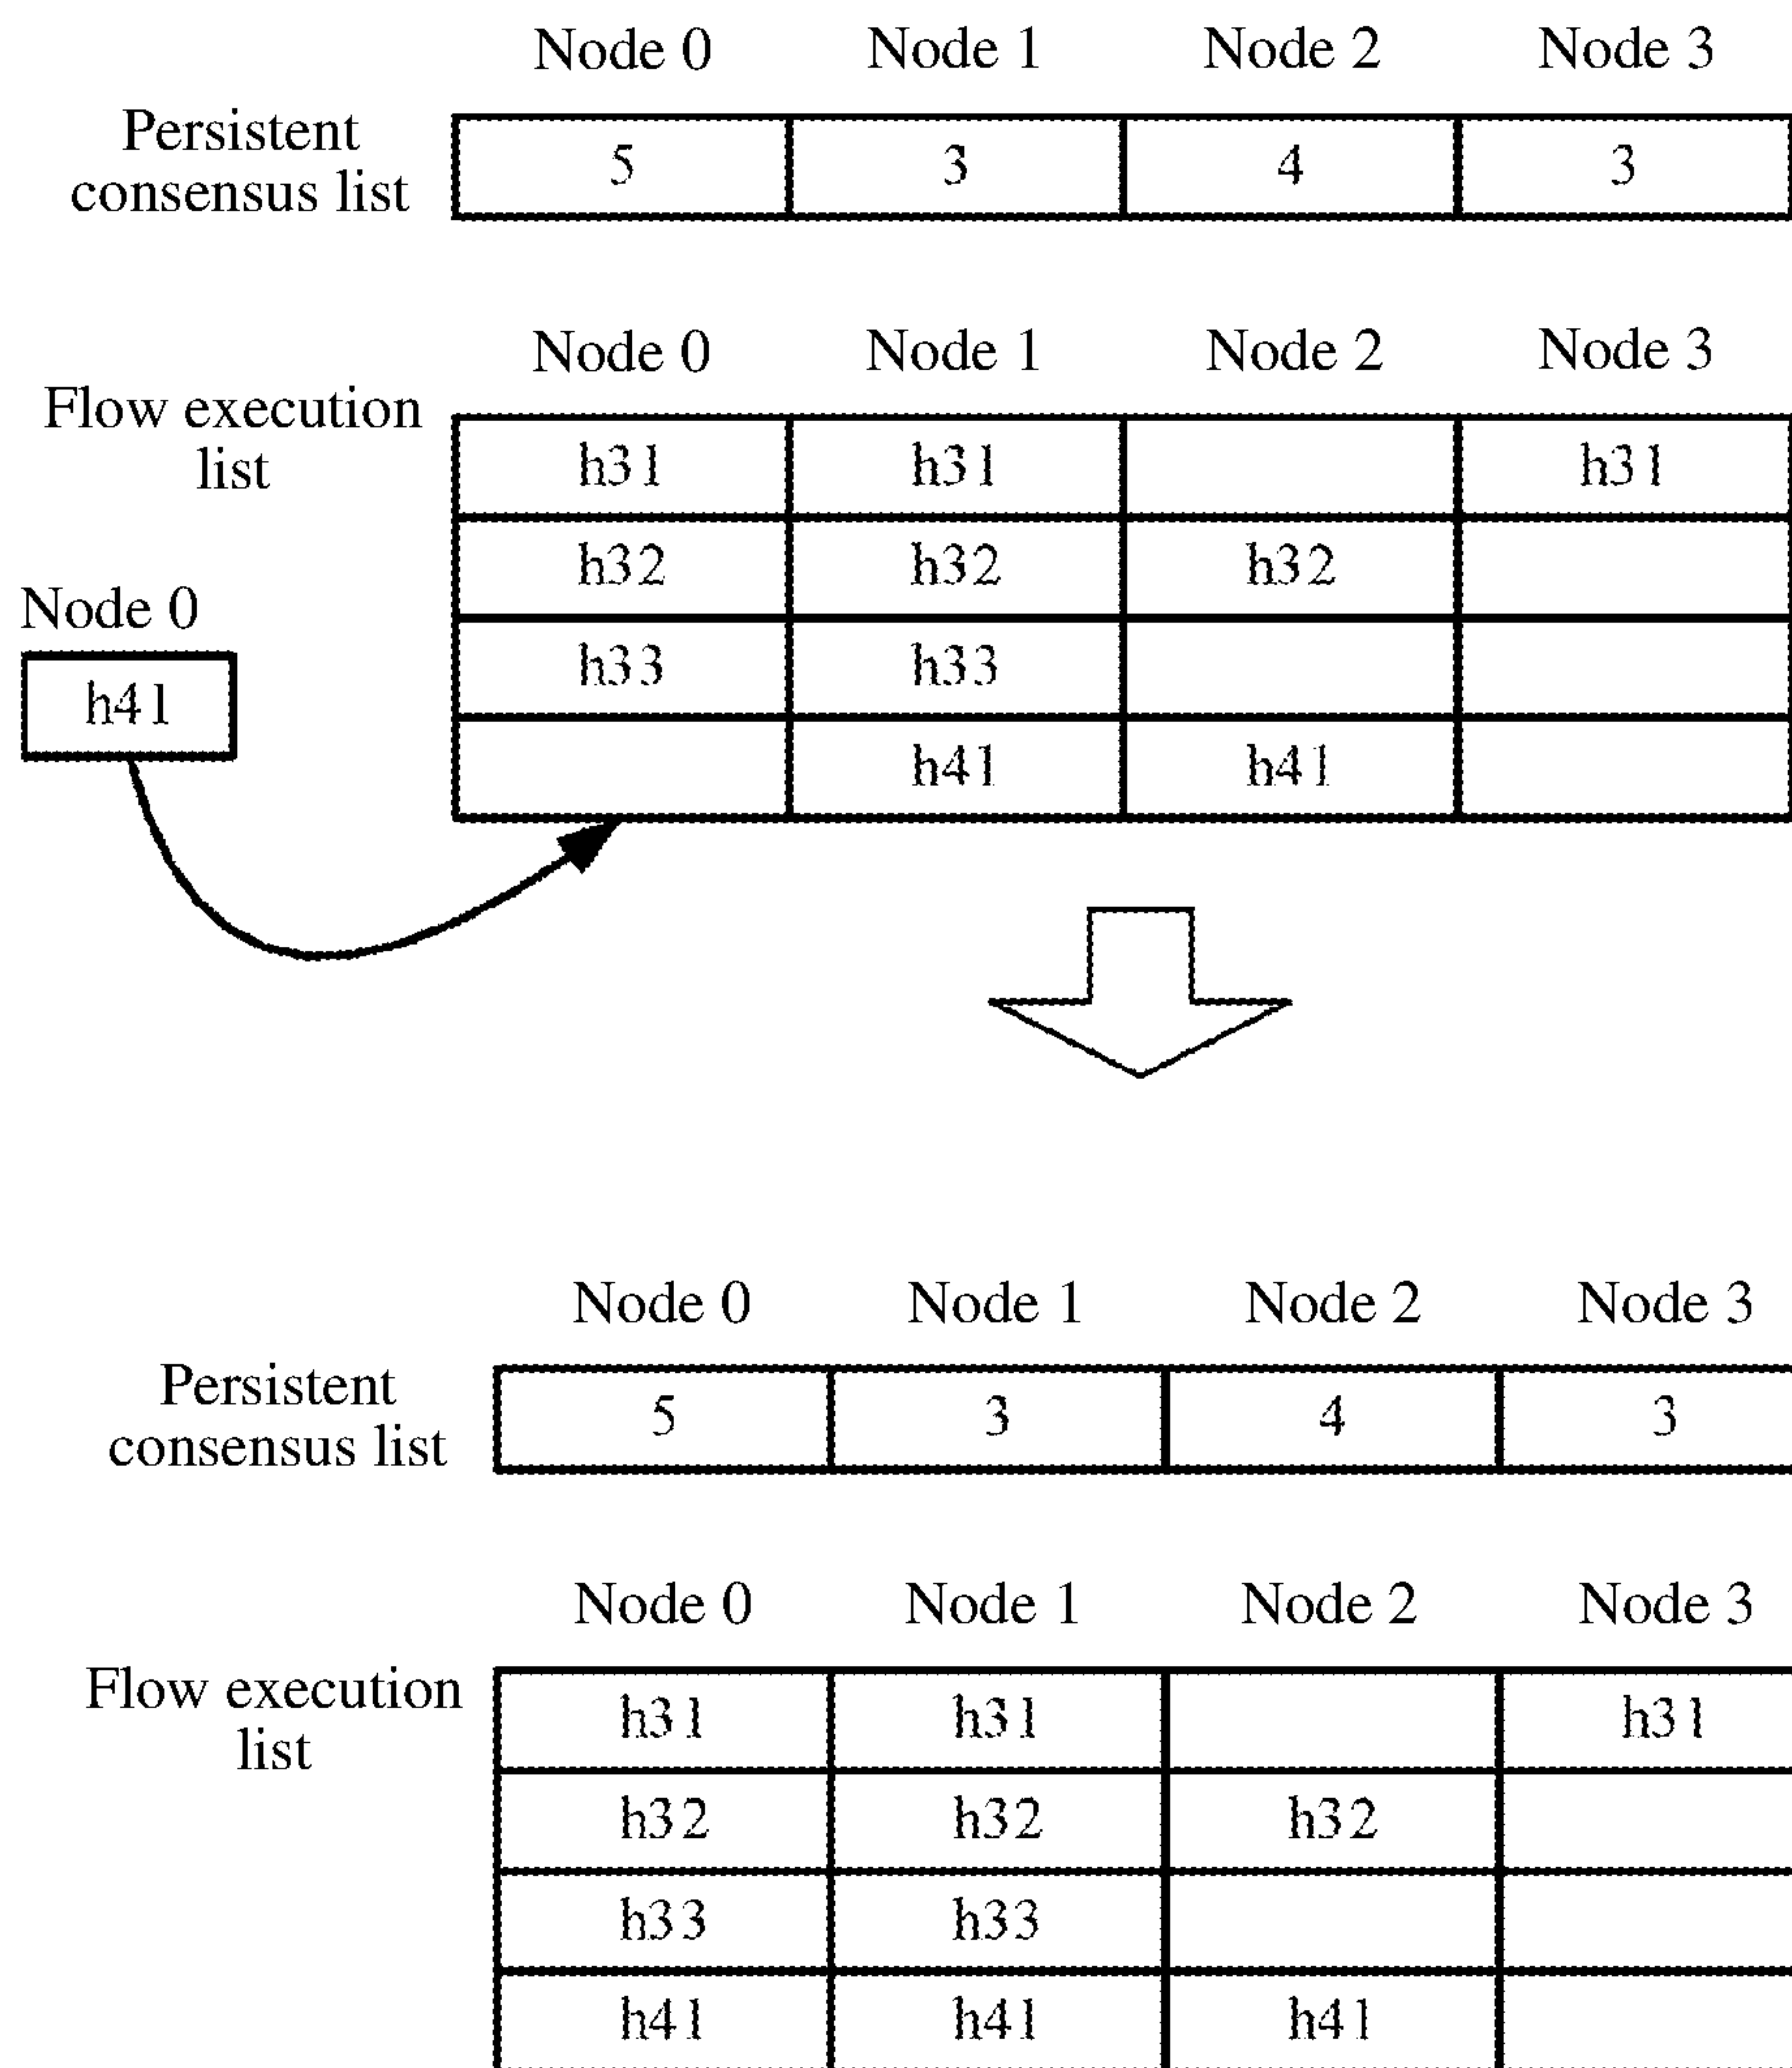 Node 0 Node 1 Node 2 Node 3
Persistent
consensus list
5 3 4 3
Node 0 Node 1 Node 2 Node 3
Flow execution
list
h31 h31 h31
h32 h32 h32
h33 h33
h41 h41
Node 0
h41
Node 0 Node 1 Node 2 Node 3
Persistent
consensus list
5 3 4 3
Node 0 Node 1 Node 2 Node 3
Flow execution
list
h31 h31 h31
h32 h32 h32
h33 h33
h41 h41 h41